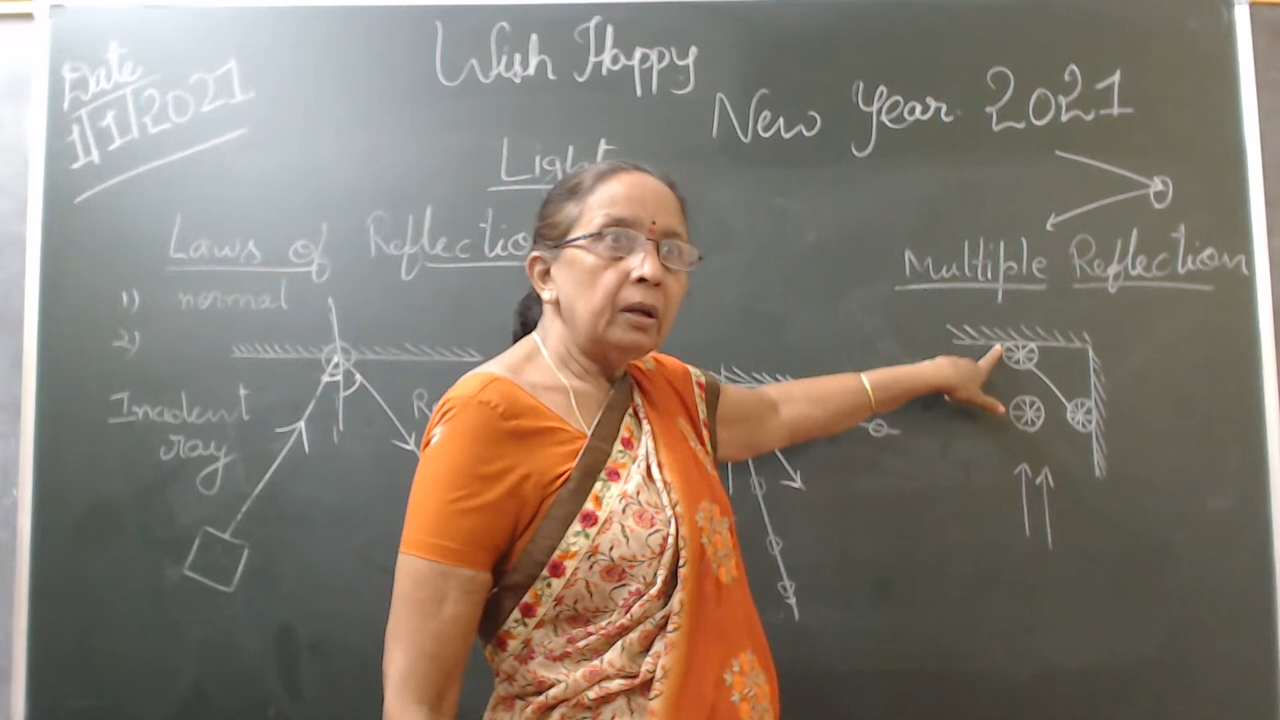 Date
1/1/2021
Wish Happy
New Year 2021
Light
Laws of Reflectio
Multiple Reflection
1) normal
2)
Incident
ray
R